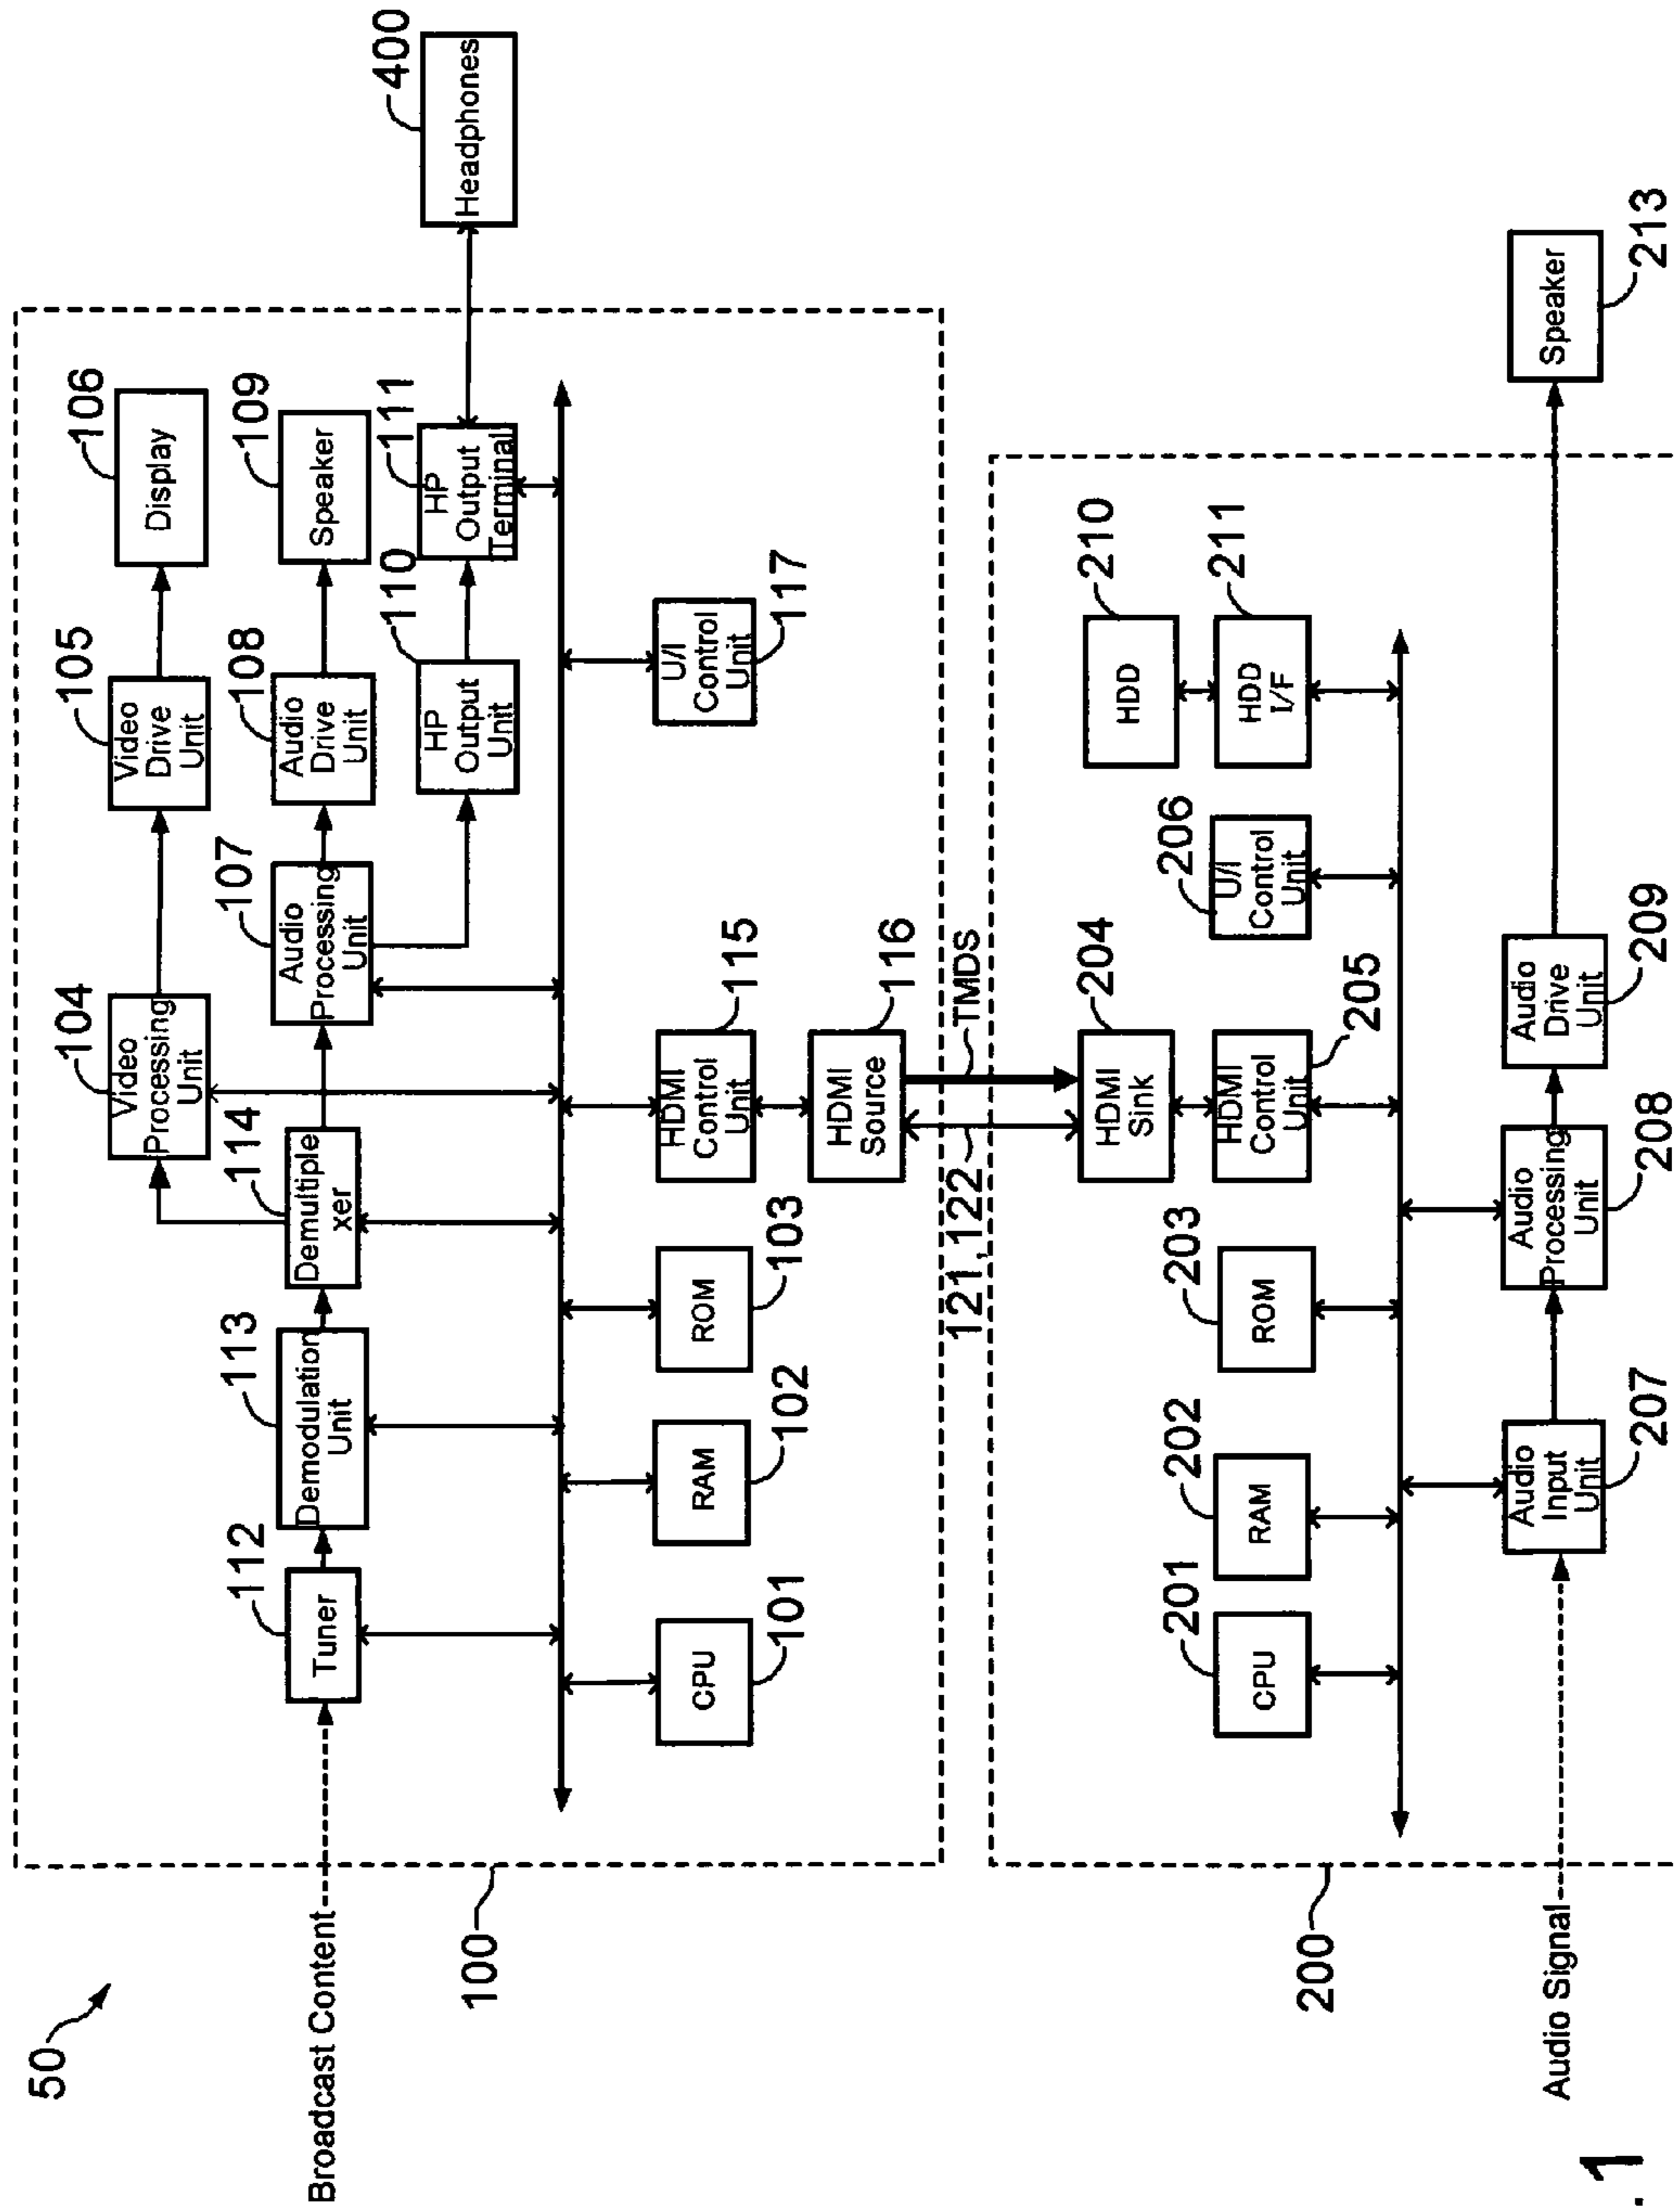 50
Broadcast Content
100
112
Tuner
113
Demodulation
Unit
114
Demultiple
xer
104
Video
Processing
Unit
105
Video
Drive
Unit
106
Display
107
Audio
Processing
Unit
108
Audio
Drive
Unit
109
Speaker
110
HP
Output
Unit
111
HP
Output
Terminal
400
Headphones
CPU
101
RAM
102
ROM
103
HDMI
Control
Unit
115
HDMI
Source
116
U/I
Control
Unit
117
121,122
TMDS
200
201
CPU
202
RAM
203
ROM
204
HDMI
Sink
HDMI
Control
Unit
205
206
U/I
Control
Unit
210
HDD
211
HDD
I/F
Audio Signal
Audio
Input
Unit
207
Audio
Processing
Unit
208
Audio
Drive
Unit
209
Speaker
213
. 1